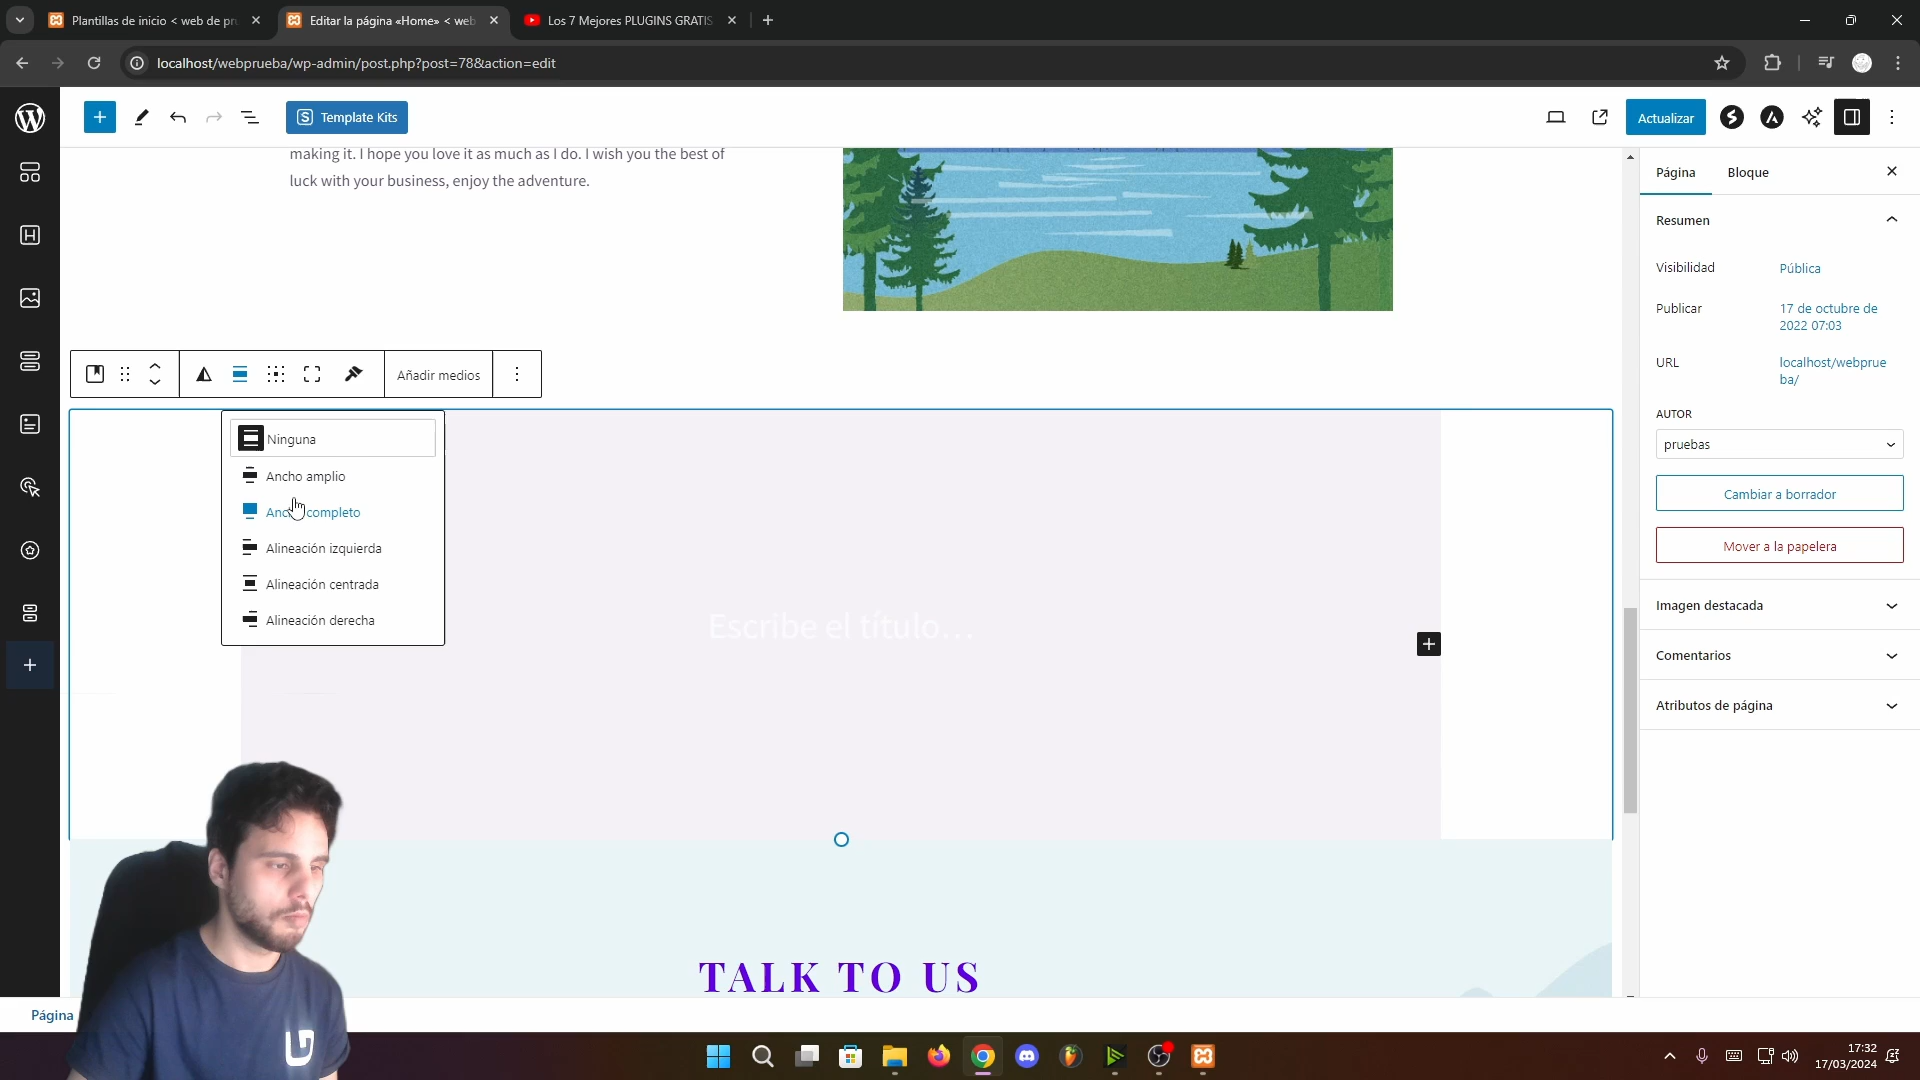 Plantillas de inicio < web de pr
Editar la página «Home» < web
Los 7 Mejores PLUGINS GRATIS
localhost/webprueba/wp-admin/post.php?post=78&action=edit
Template Kits
Actualizar
making it. I hope you love it as much as I do. I wish you the best of
luck with your business, enjoy the adventure.
Añadir medios
Ninguna
Ancho amplio
Ancho completo
Alineación izquierda
Alineación centrada
Alineación derecha
Escribe el título...
TALK TO US
Página
Página
Bloque
Resumen
Visibilidad
Pública
Publicar
17 de octubre de
2022 07:03
URL
localhost/webprue
ba/
AUTOR
pruebas
Cambiar a borrador
Mover a la papelera
Imagen destacada
Comentarios
Atributos de página
17:32
17/03/2024